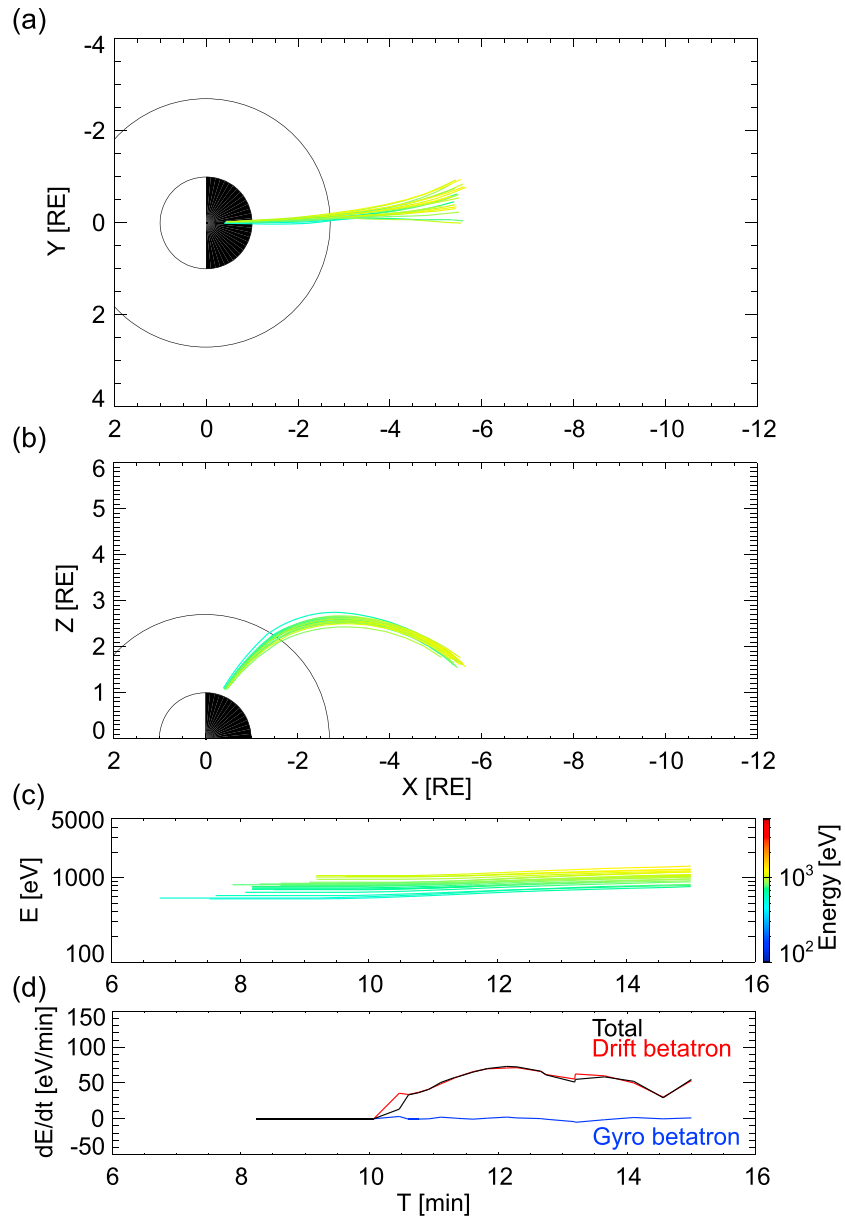 (a)
-4
-2
0
2
4
Y [RE]
2 0 -2 -4 -6 -8 -10 -12
(b)
6
5
4
3
2
1
0
Z [RE]
2 0 -2 -4 -6 -8 -10 -12
X [RE]
(c)
5000
1000
100
E [eV]
10³
10²
Energy [eV]
6 8 10 12 14 16
(d)
150
100
50
0
-50
dE/dt [eV/min]
Total
Drift betatron
Gyro betatron
6 8 10 12 14 16
T [min]